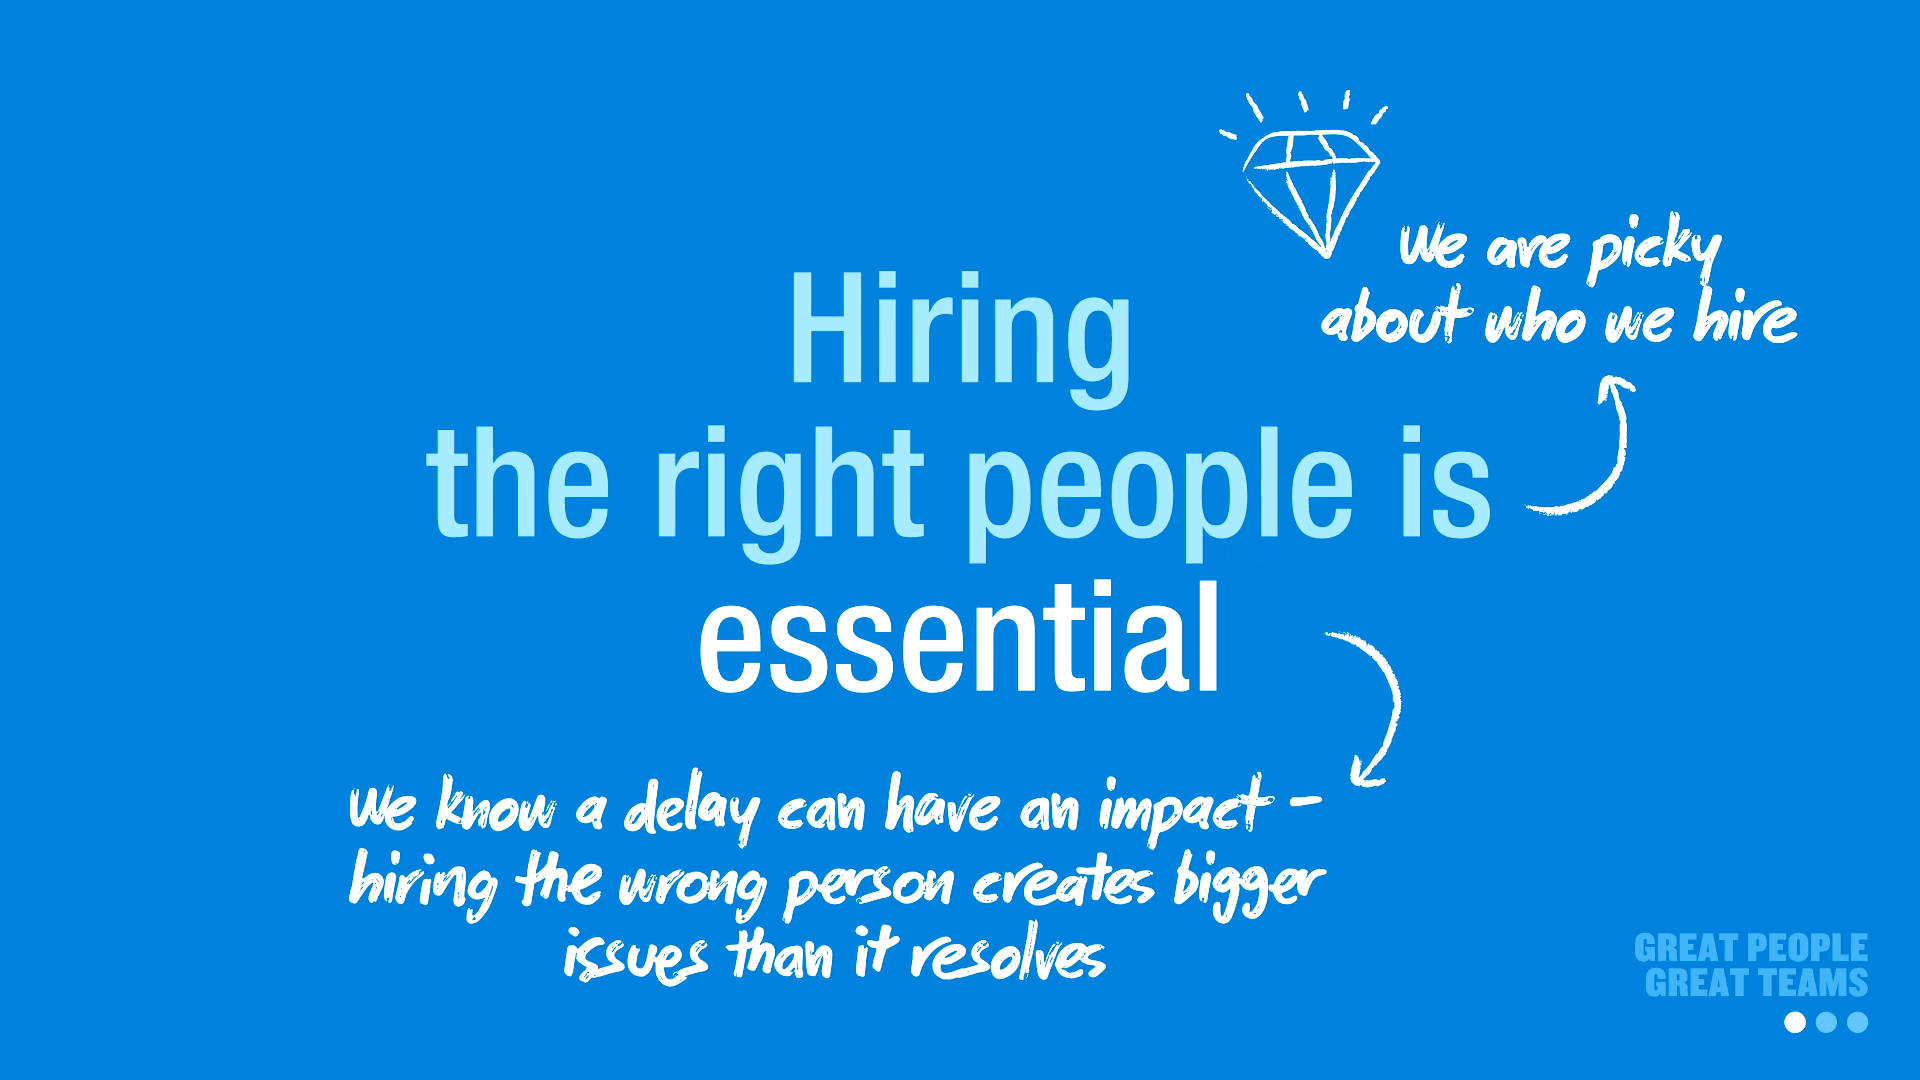 We are picky
about who we hire
Hiring
the right people is
essential
We know a delay can have an impact -
hiring the wrong person creates bigger
issues than it resolves
GREAT PEOPLE
GREAT TEAMS